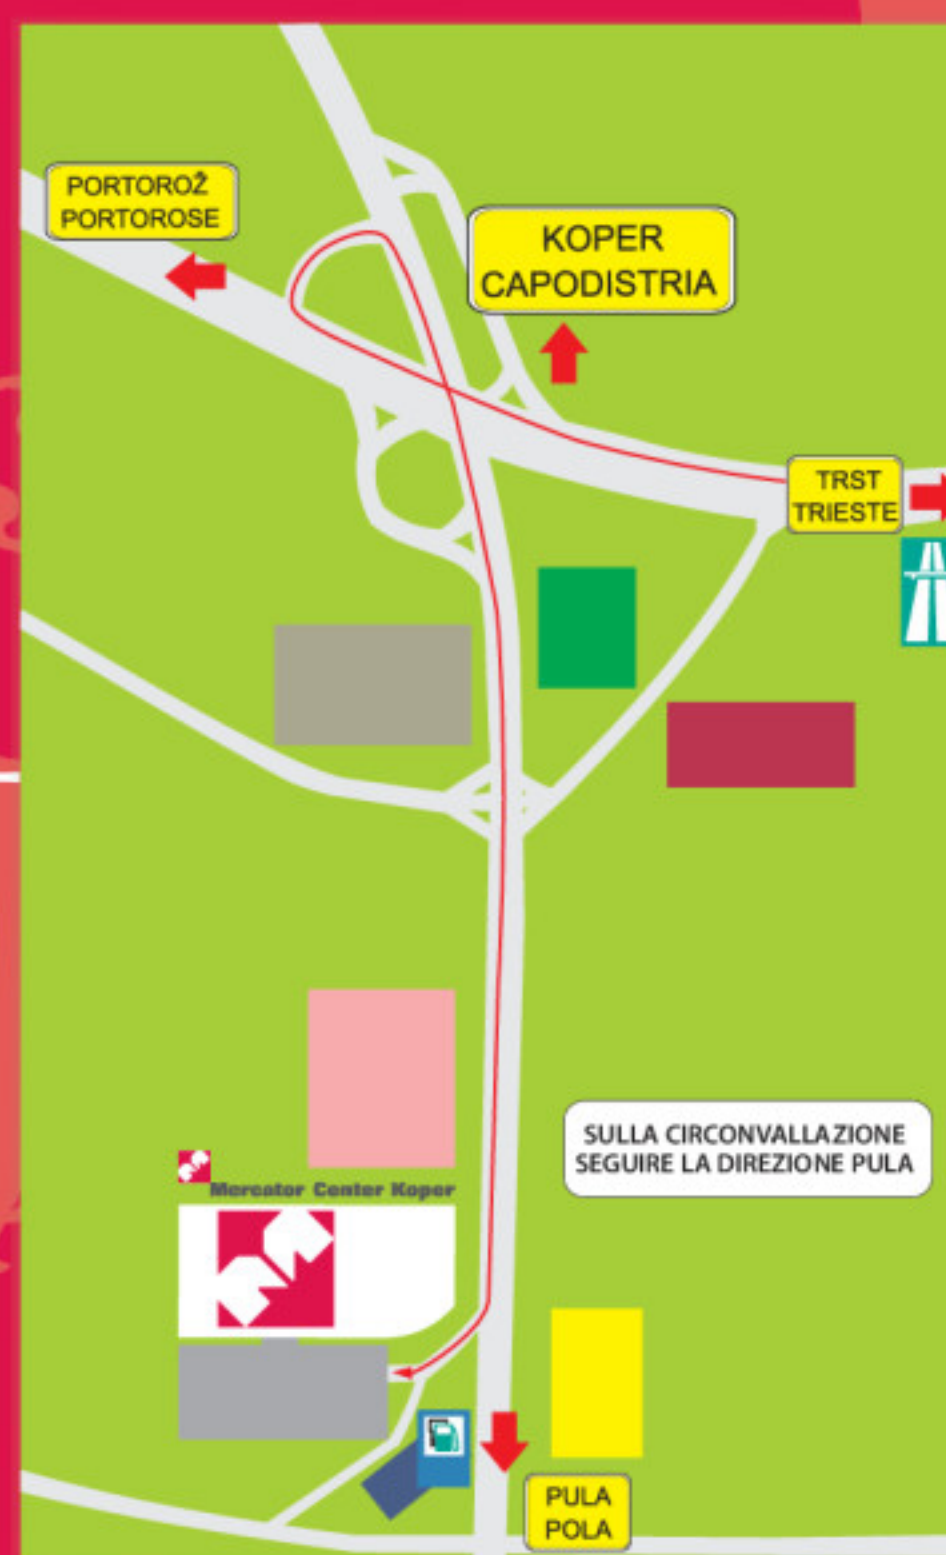 PORTOROŽ
PORTOROSE
KOPER
CAPODISTRIA
TRST
TRIESTE
SULLA CIRCONVALLAZIONE
SEGUIRE LA DIREZIONE PULA
Mercator Center Koper
PULA
POLA